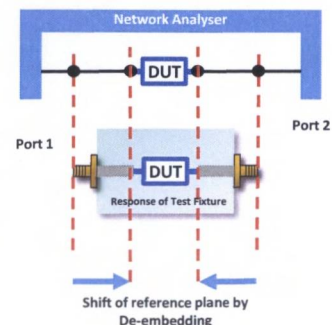 Network Analyser
DUT
Port 1
Port 2
DUT
Response of Test Fixture
Shift of reference plane by
De-embedding